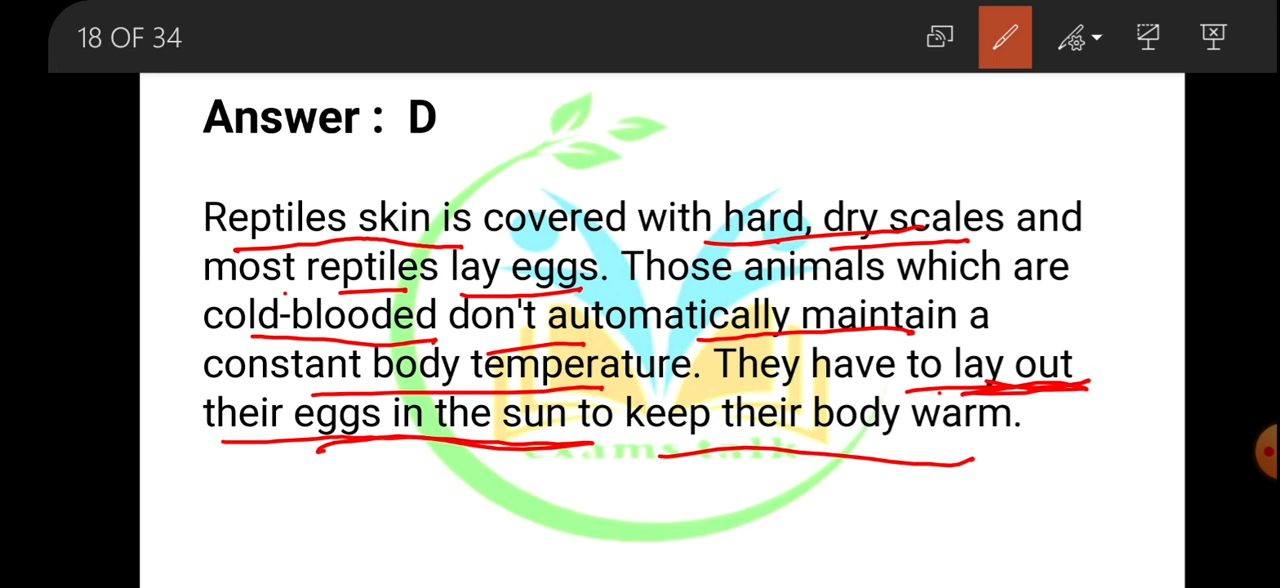 18 OF 34
Answer : D
Reptiles skin is covered with hard, dry scales and
most reptiles lay eggs. Those animals which are
cold-blooded don't automatically maintain a
constant body temperature. They have to lay out
their eggs in the sun to keep their body warm.
exams talk